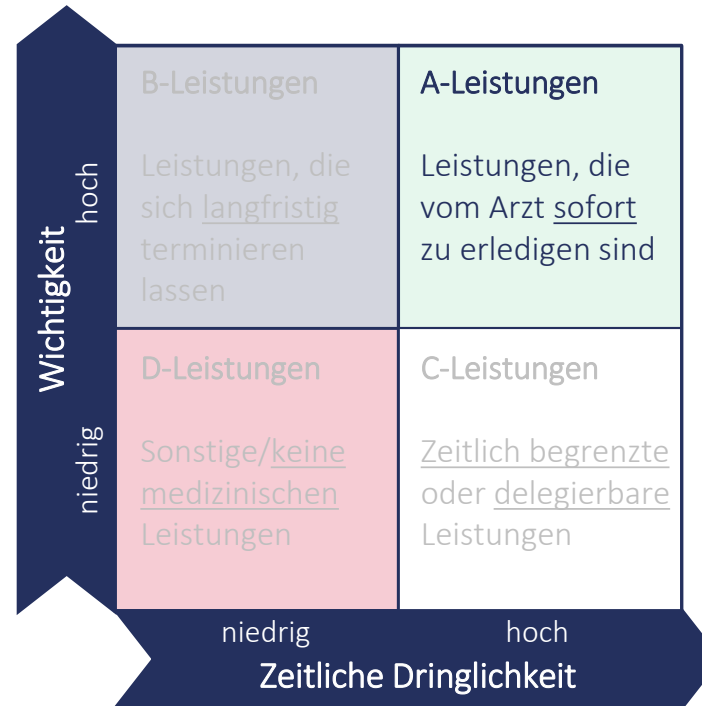 Wichtigkeit
hoch
niedrig
B-Leistungen
Leistungen, die
sich langfristig
terminieren
lassen
A-Leistungen
Leistungen, die
vom Arzt sofort
zu erledigen sind
D-Leistungen
Sonstige/keine
medizinischen
Leistungen
C-Leistungen
Zeitlich begrenzte
oder delegierbare
Leistungen
niedrig
hoch
Zeitliche Dringlichkeit